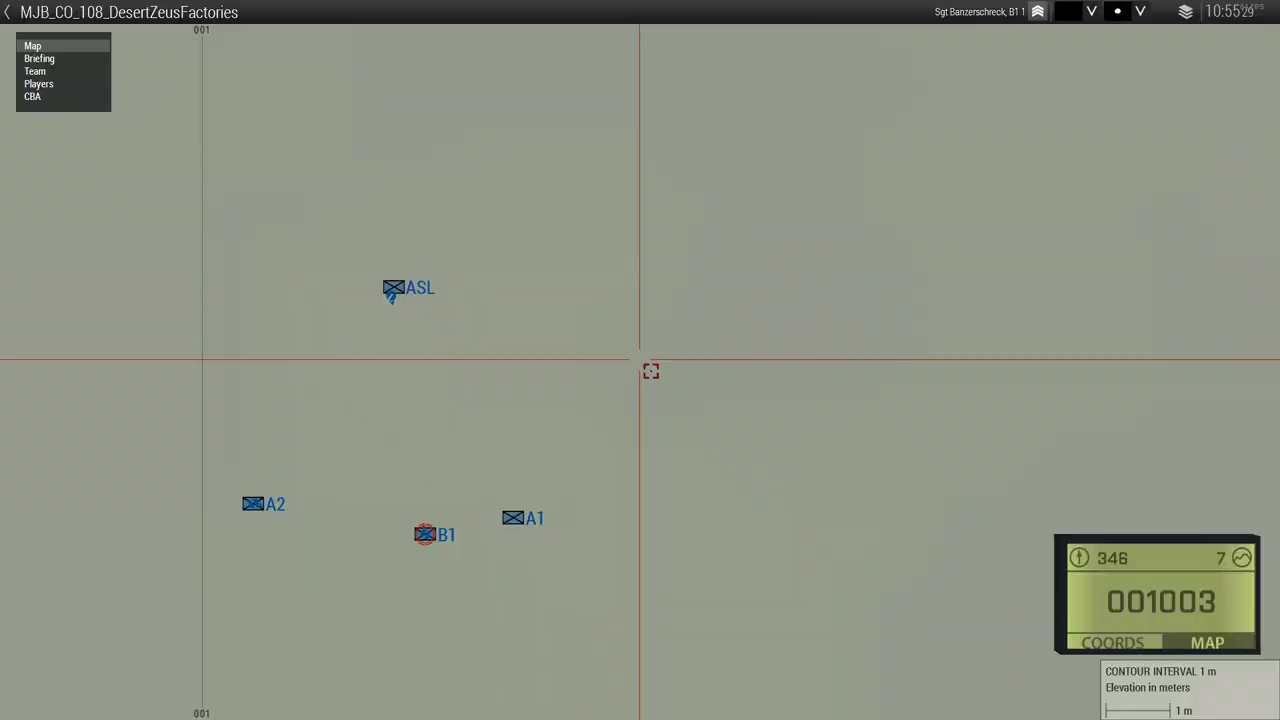 MJB_CO_108_DesertZeusFactories
Sgt Banzerschreck, B1 1
10:55 29
001
Map
Briefing
Team
Players
CBA
ASL
A2
B1
A1
346
7
001003
COORDS
MAP
CONTOUR INTERVAL 1 m
Elevation in meters
1 m
001